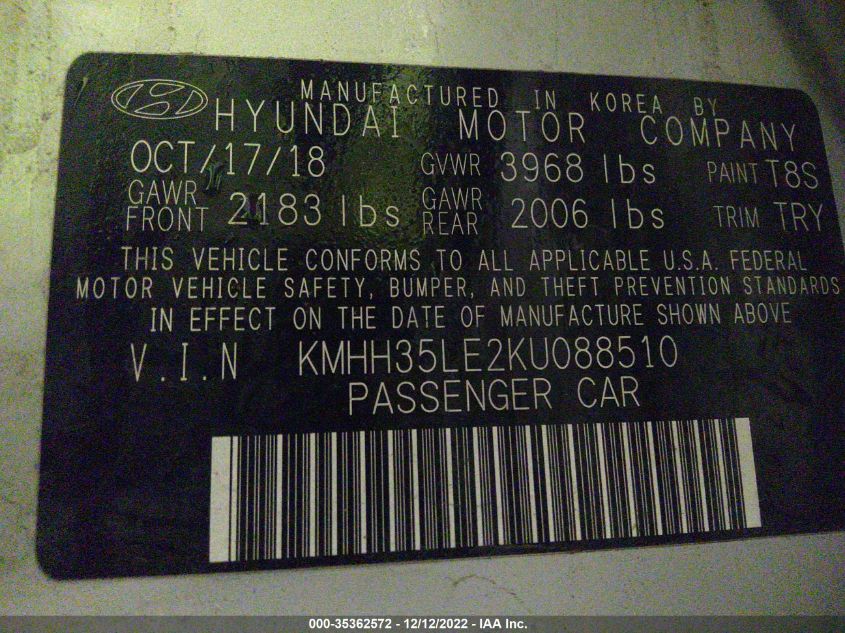 MANUFACTURED IN KOREA BY
HYUNDAI MOTOR COMPANY
OCT/17/18 GVWR 3968 lbs PAINT T8S
GAWR FRONT 2183 lbs GAWR REAR 2006 lbs TRIM TRY
THIS VEHICLE CONFORMS TO ALL APPLICABLE U.S.A. FEDERAL
MOTOR VEHICLE SAFETY, BUMPER, AND THEFT PREVENTION STANDARDS
IN EFFECT ON THE DATE OF MANUFACTURE SHOWN ABOVE
V.I.N KMHH35LE2KU088510
PASSENGER CAR
000-35362572 - 12/12/2022 - IAA Inc.